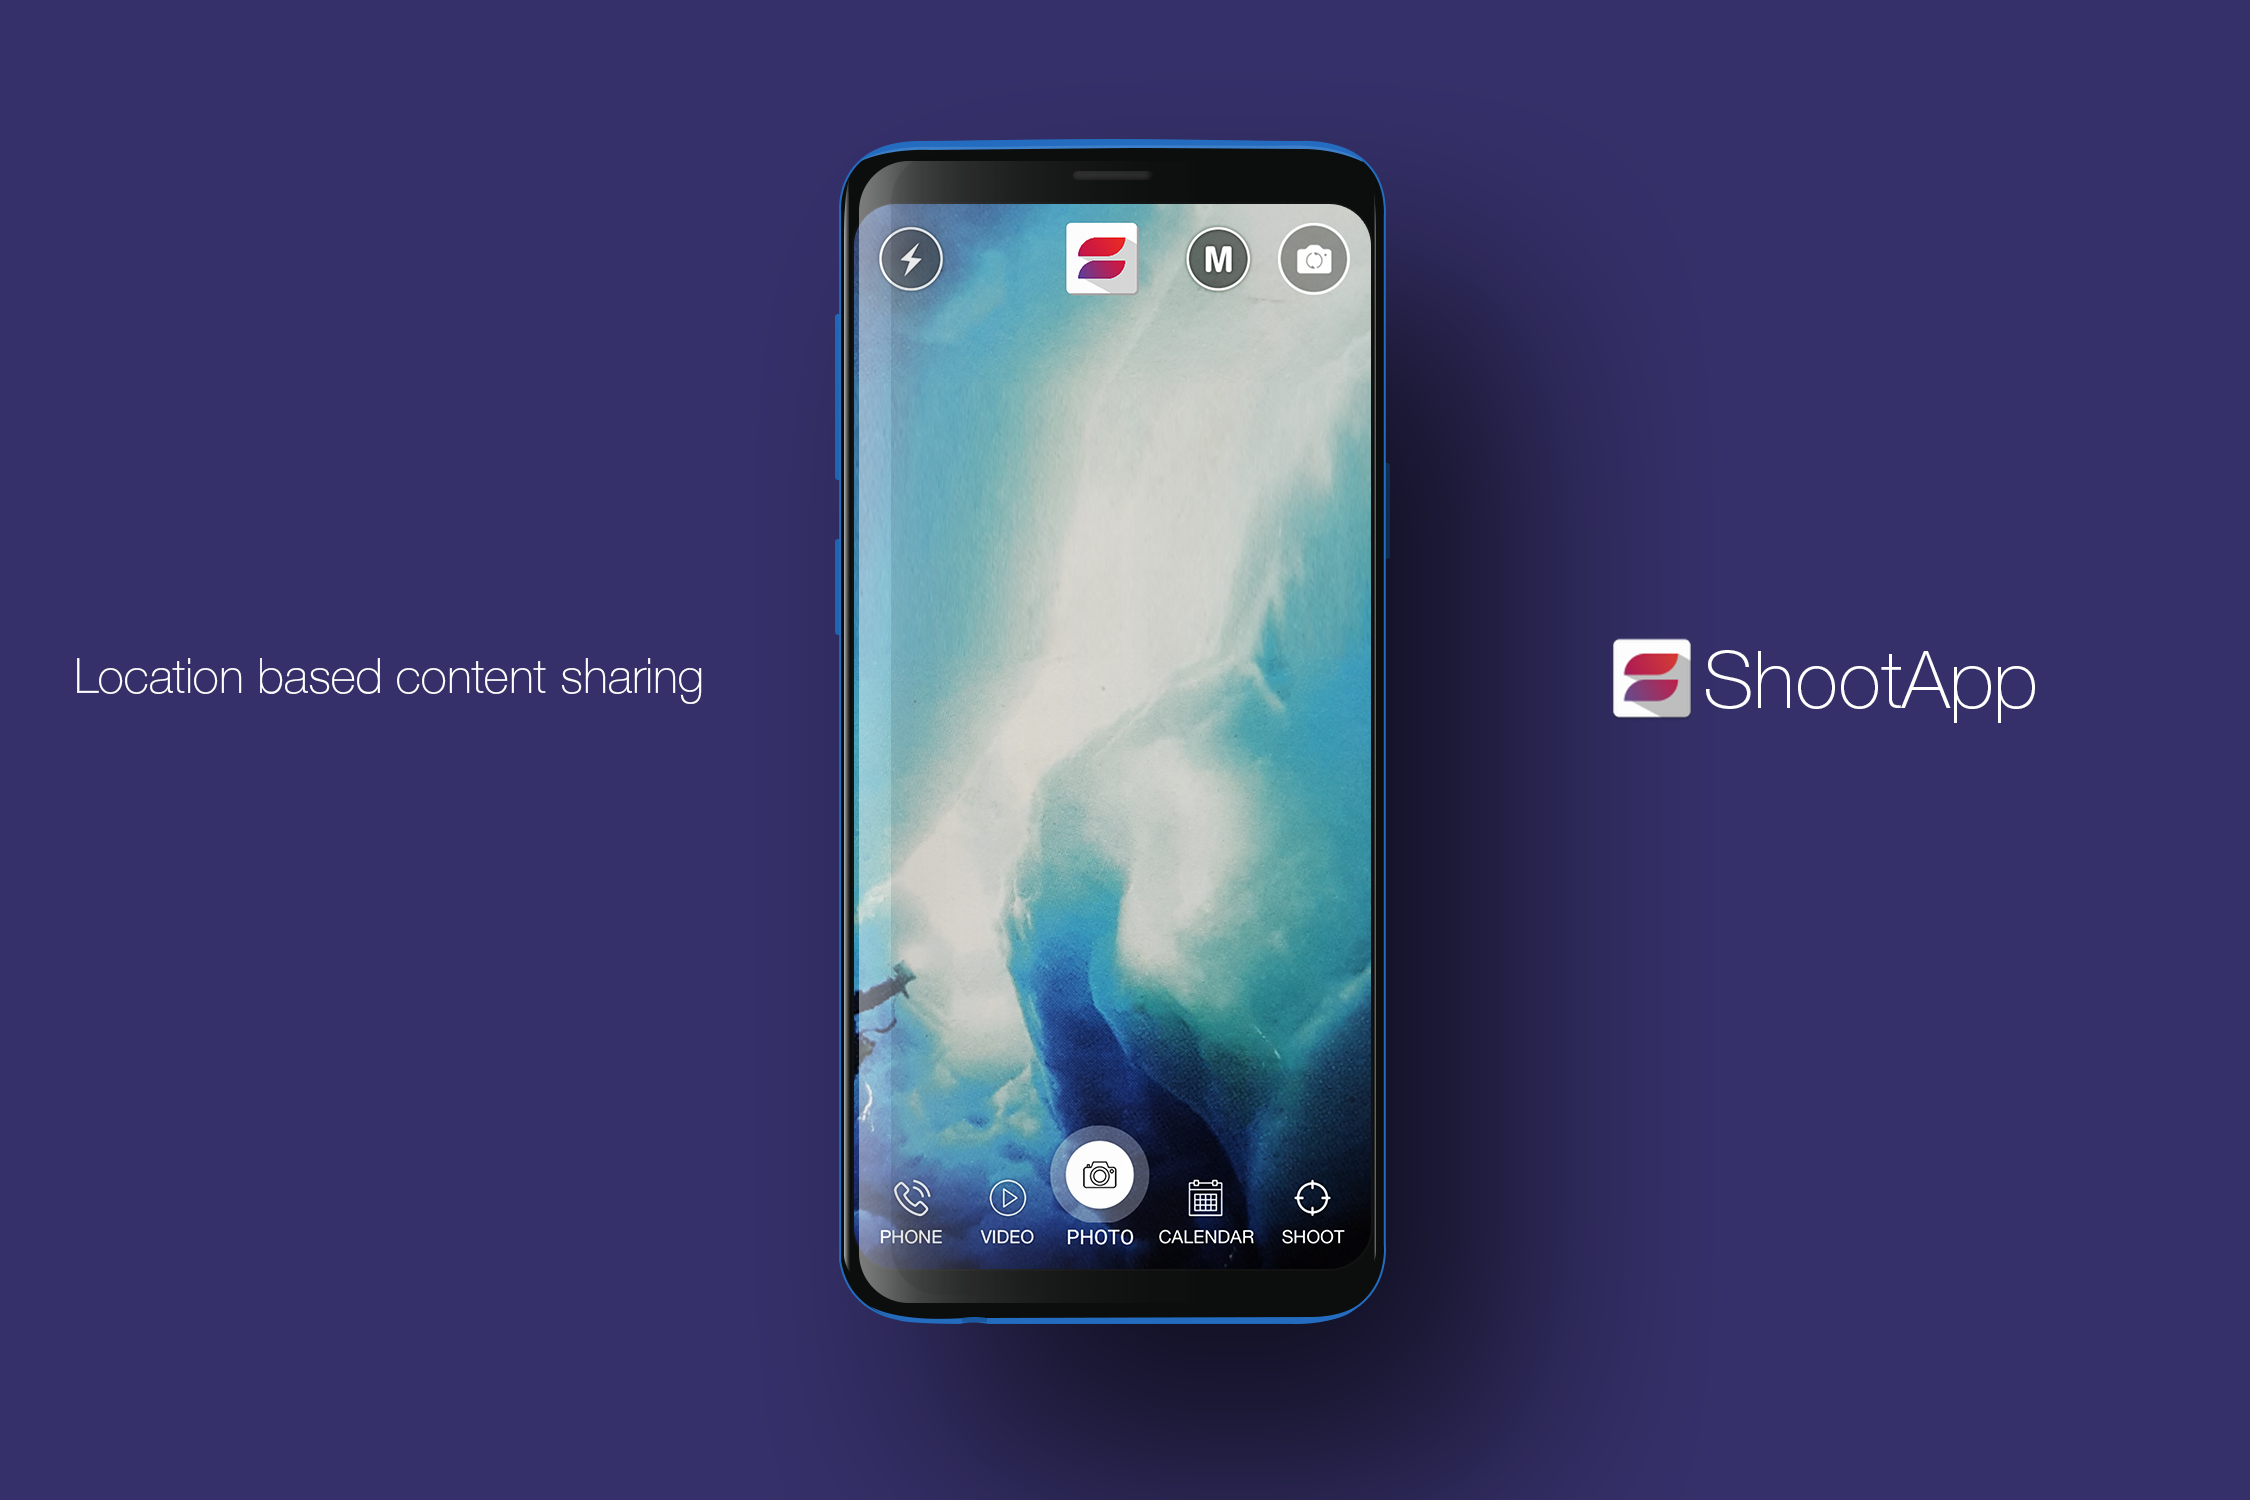 M
Location based content sharing
ShootApp
PHONE
VIDEO
PHOTO
CALENDAR
SHOOT